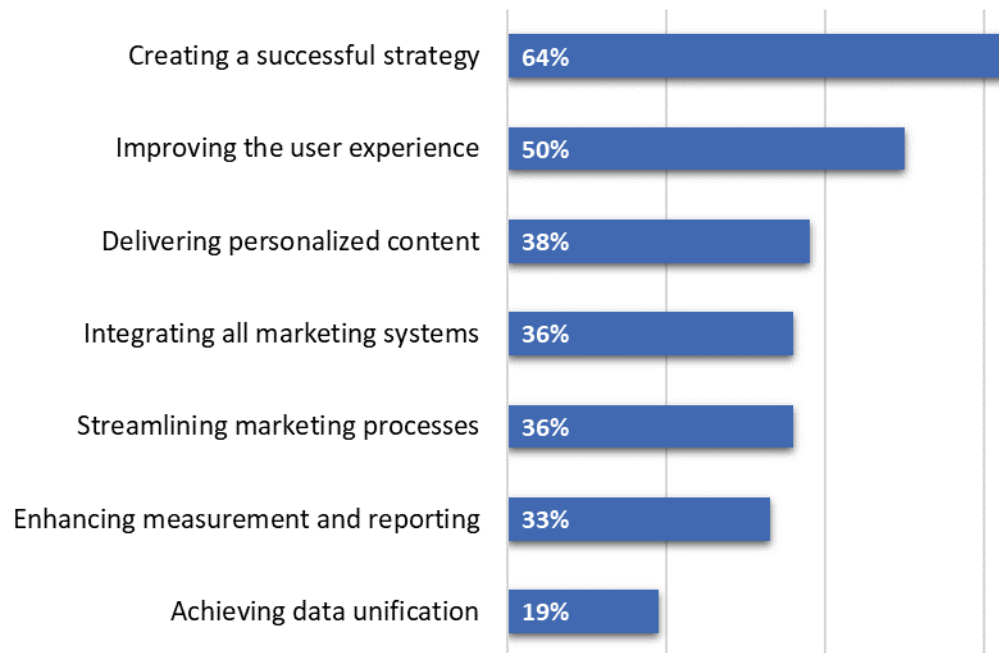 Creating a successful strategy 64%
Improving the user experience 50%
Delivering personalized content 38%
Integrating all marketing systems 36%
Streamlining marketing processes 36%
Enhancing measurement and reporting 33%
Achieving data unification 19%